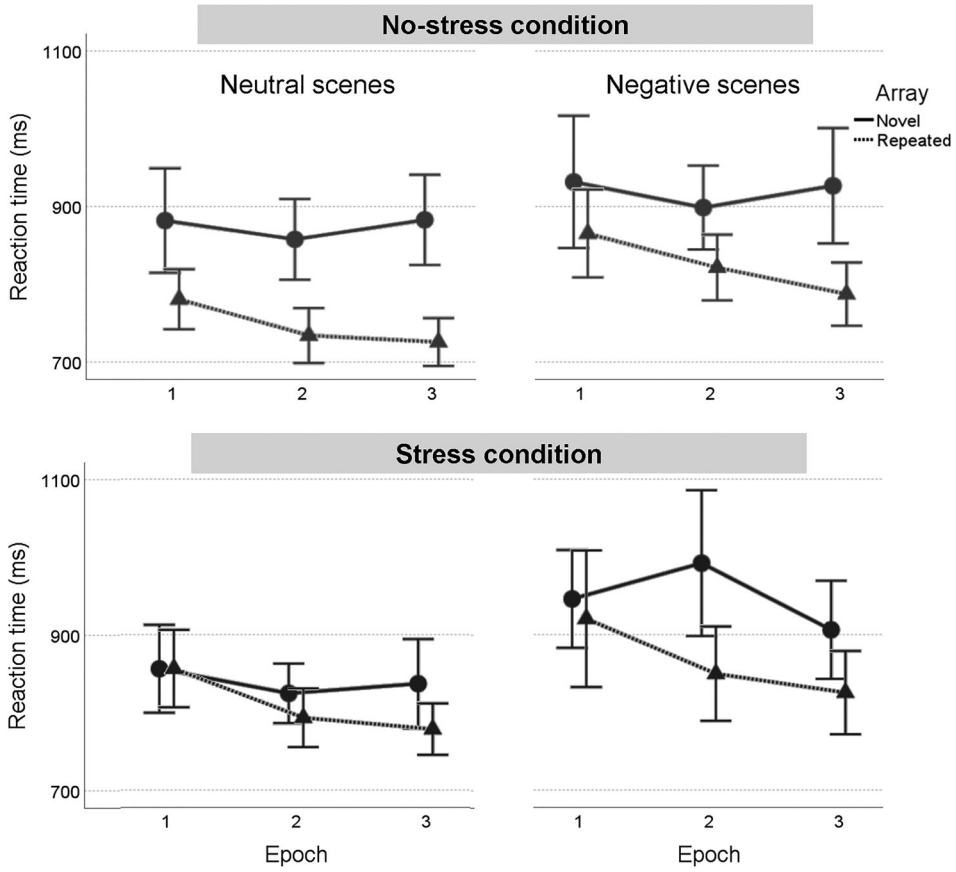 No-stress condition
Neutral scenes
Negative scenes
Array
Novel
Repeated
Reaction time (ms)
1100
900
700
1 2 3
1 2 3
Stress condition
Reaction time (ms)
1100
900
700
1 2 3
1 2 3
Epoch
Epoch